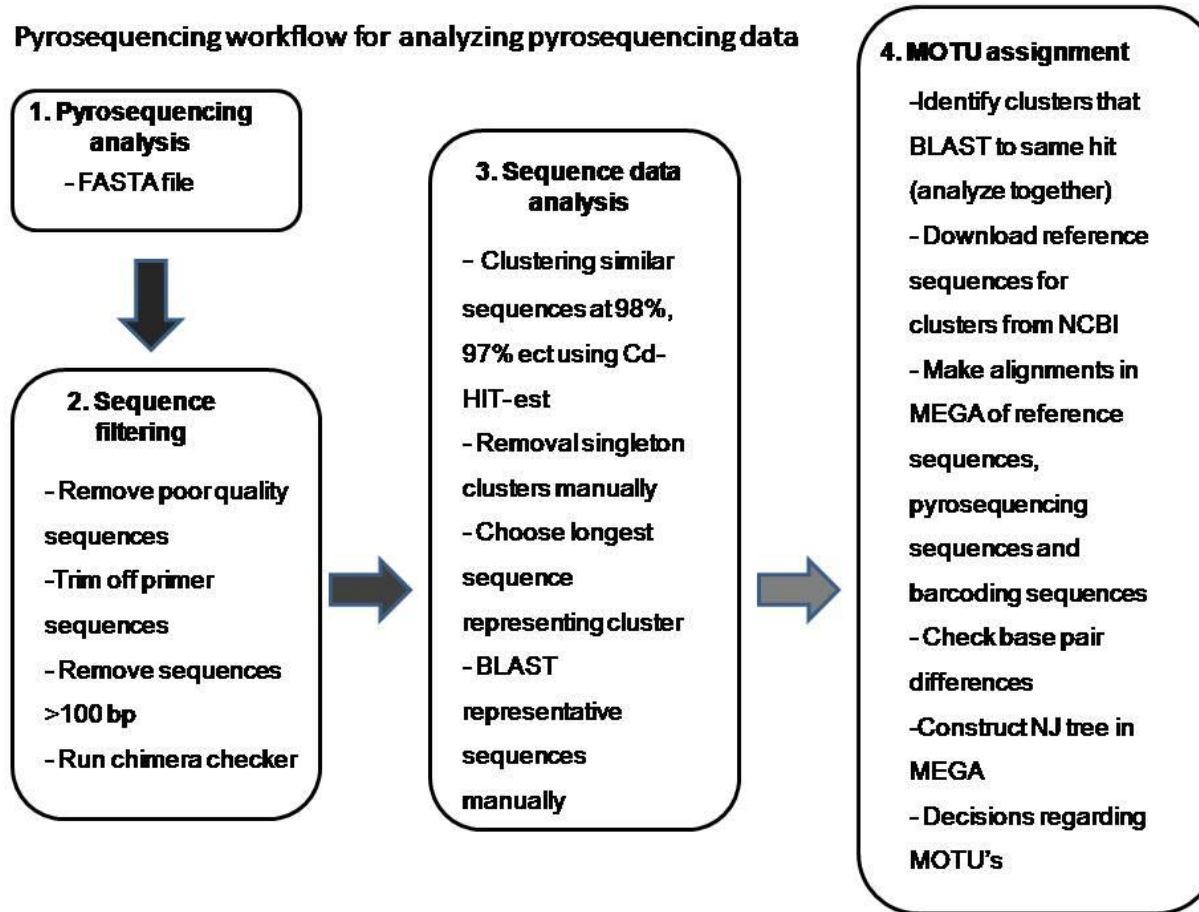 Pyrosequencing workflow for analyzing pyrosequencing data
1. Pyrosequencing
analysis
- FASTA file
2. Sequence
filtering
- Remove poor quality
sequences
-Trim off primer
sequences
- Remove sequences
>100 bp
- Run chimera checker
3. Sequence data
analysis
- Clustering similar
sequences at 98%,
97% ect using Cd-
HIT-est
- Removal singleton
clusters manually
- Choose longest
sequence
representing cluster
- BLAST
representative
sequences
manually
4. MOTU assignment
-Identify clusters that
BLAST to same hit
(analyze together)
- Download reference
sequences for
clusters from NCBI
- Make alignments in
MEGA of reference
sequences,
pyrosequencing
sequences and
barcoding sequences
- Check base pair
differences
-Construct NJ tree in
MEGA
- Decisions regarding
MOTU's